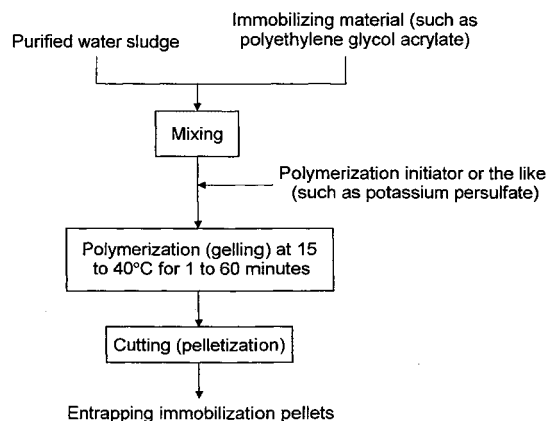 Purified water sludge
Immobilizing material (such as
polyethylene glycol acrylate)
Mixing
Polymerization initiator or the like
(such as potassium persulfate)
Polymerization (gelling) at 15
to 40°C for 1 to 60 minutes
Cutting (pelletization)
Entrapping immobilization pellets